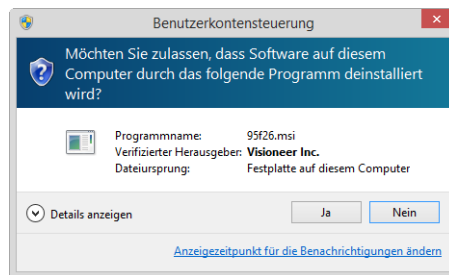 Benutzerkontensteuerung
Möchten Sie zulassen, dass Software auf diesem
Computer durch das folgende Programm deinstalliert
wird?
Programmname: 95f26.msi
Verifizierter Herausgeber: Visioneer Inc.
Dateiursprung: Festplatte auf diesem Computer
Details anzeigen Ja Nein
Anzeigezeitpunkt für die Benachrichtigungen ändern